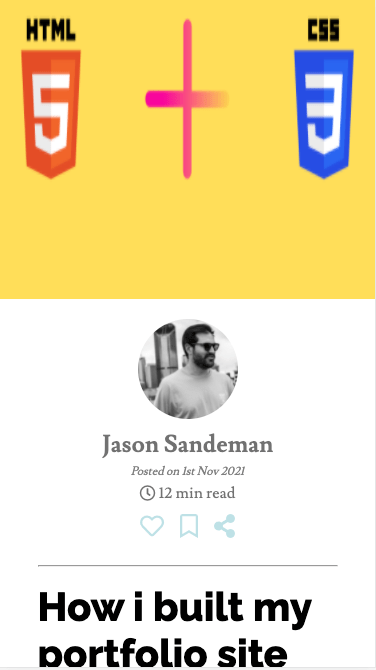 HTML
CSS
5
3
Jason Sandeman
Posted on 1st Nov 2021
12 min read
How i built my
portfolio site